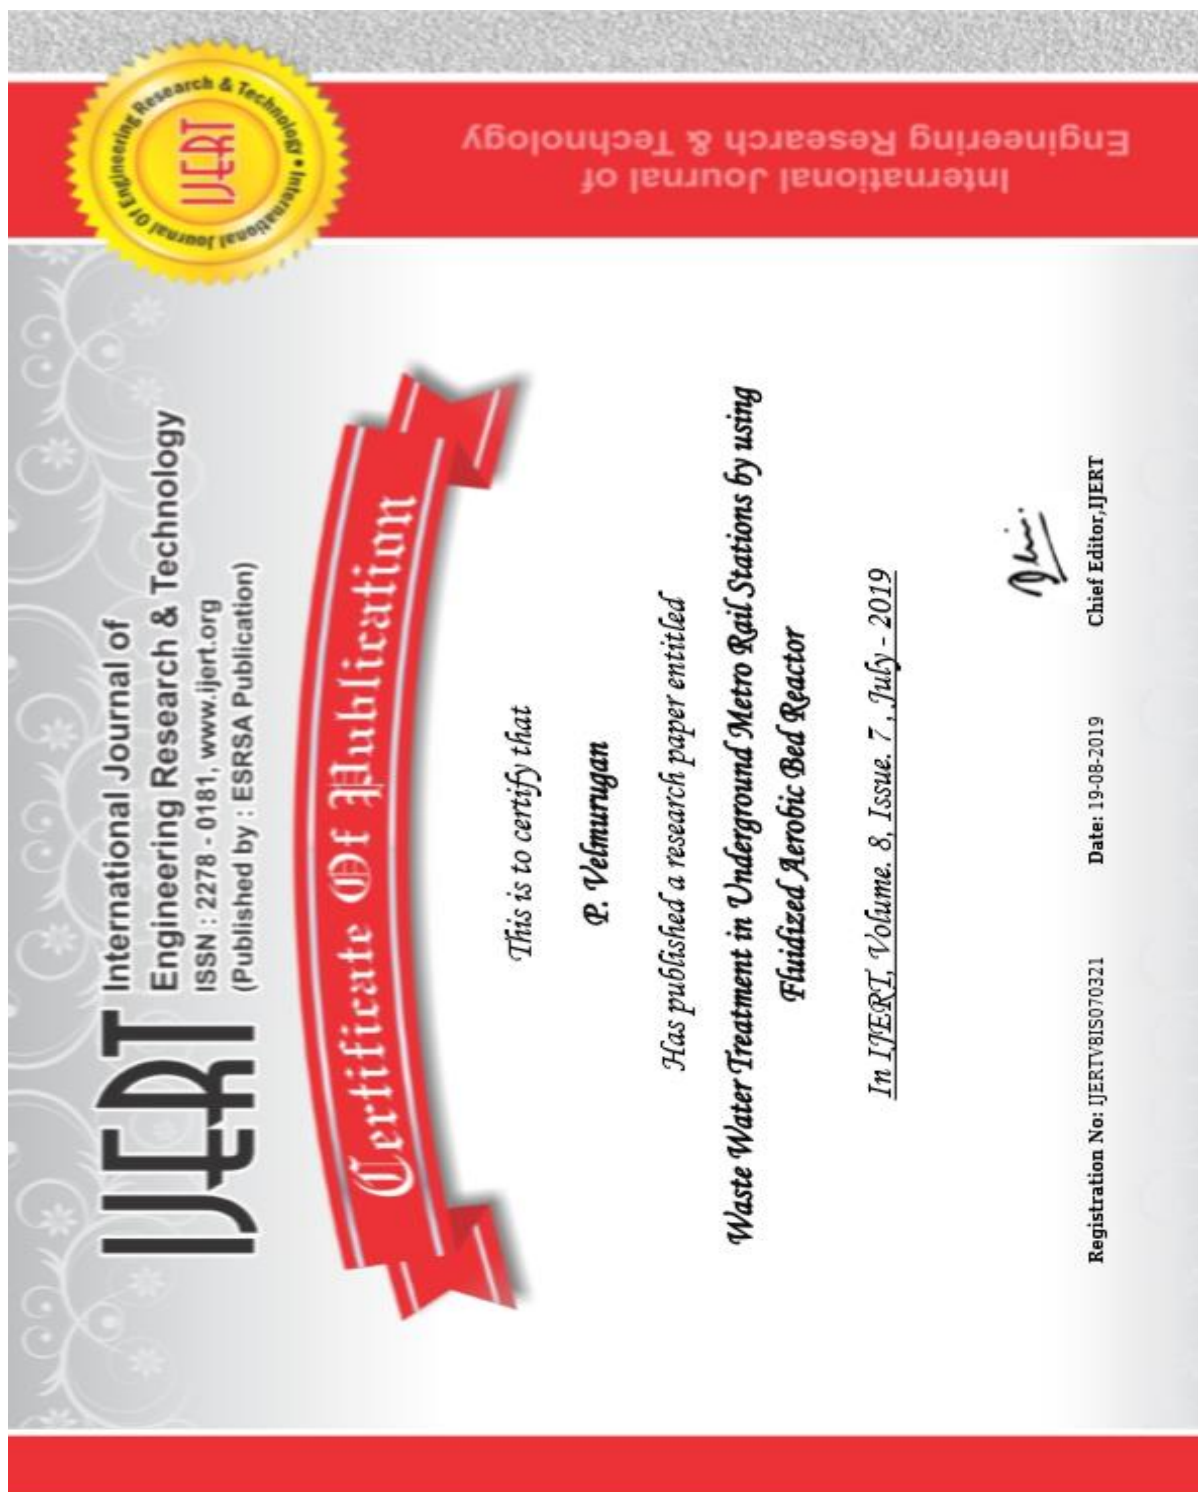 IJERT
International Journal of
Engineering Research & Technology
ISSN : 2278 - 0181, www.ijert.org
(Published by : ESRSA Publication)
International Journal Of Engineering Research & Technology •
IJERT
International Journal of
Engineering Research & Technology
Certificate Of Publication
This is to certify that
P. Velmurugan
Has published a research paper entitled
Waste Water Treatment in Underground Metro Rail Stations by using
Fluidized Aerobic Bed Reactor
In IJERT, Volume. 8, Issue. 7, July - 2019
Registration No: IJERTV8IS070321 Date: 19-08-2019 Chief Editor,IJERT